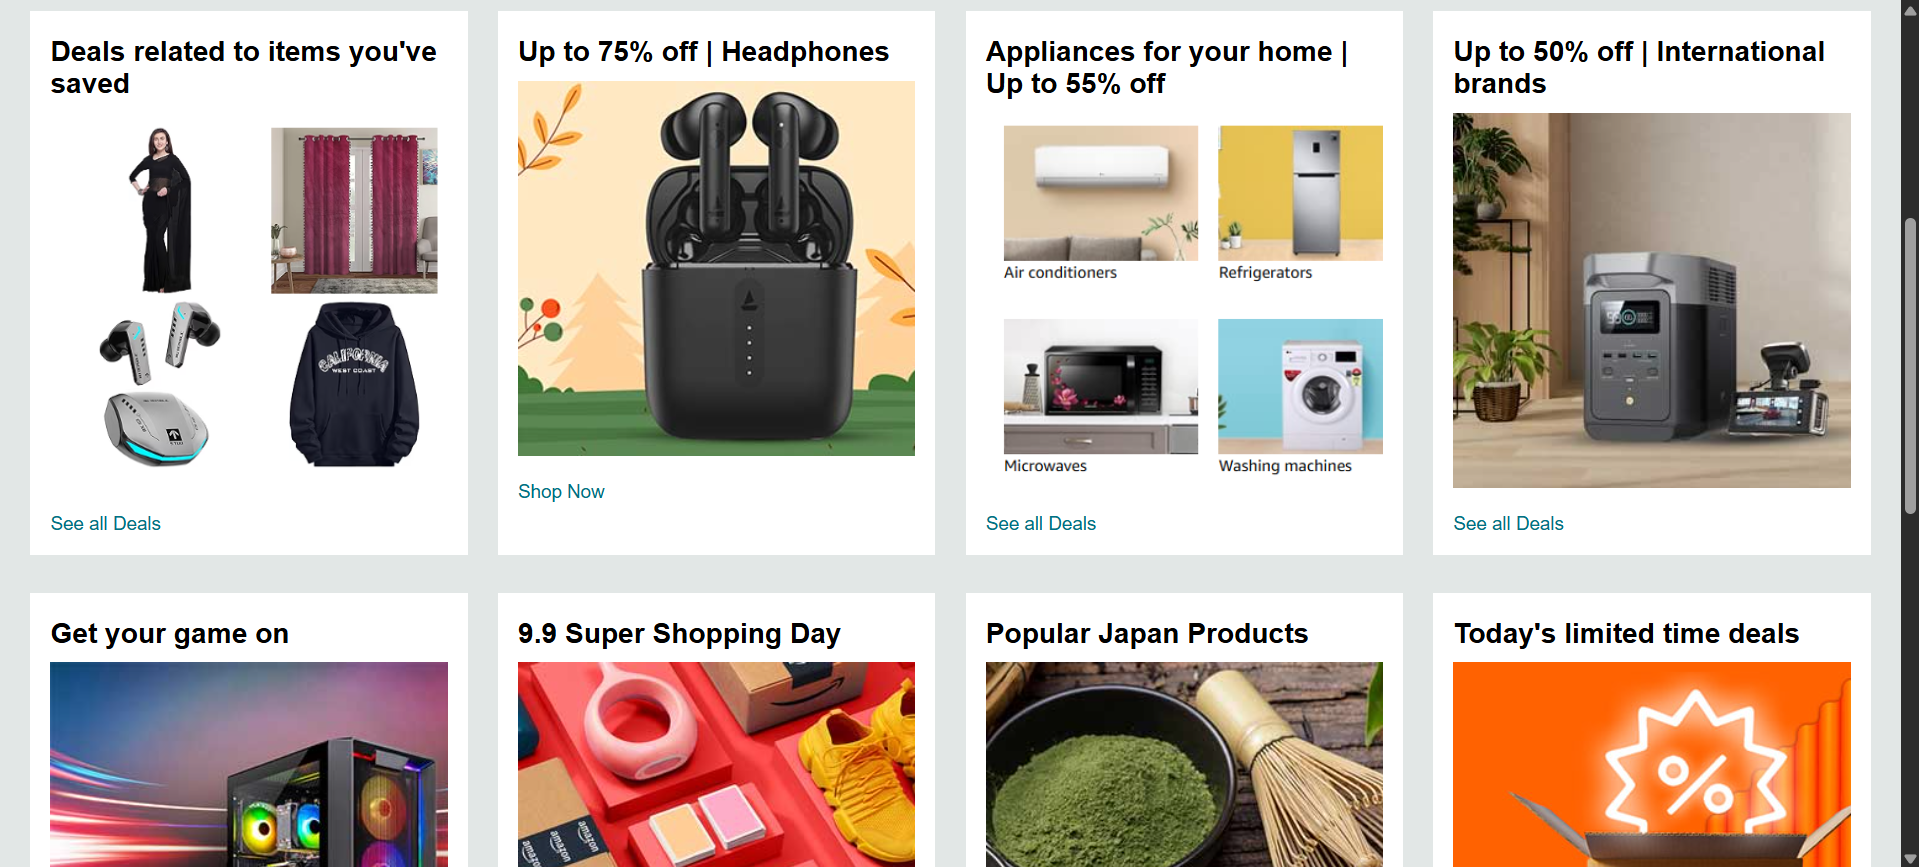 Deals related to items you've
saved
CALIFORNIA
WEST COAST
See all Deals
Up to 75% off | Headphones
Shop Now
Appliances for your home |
Up to 55% off
Air conditioners
Refrigerators
Microwaves
Washing machines
See all Deals
Up to 50% off | International
brands
See all Deals
Get your game on
9.9 Super Shopping Day
amazon
amazon
Popular Japan Products
Today's limited time deals
%